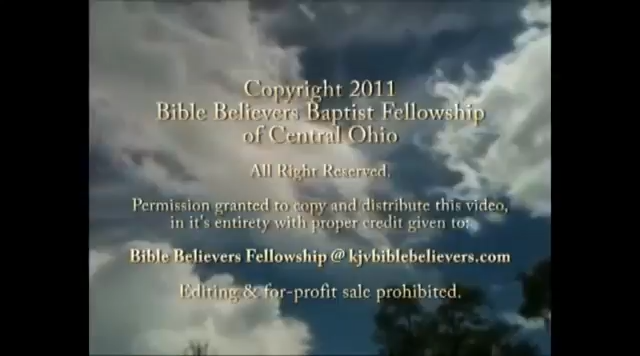 Copyright 2011
Bible Believers Baptist Fellowship
of Central Ohio
All Right Reserved.
Permission granted to copy and distribute this video,
in it's entirety with proper credit given to:
Bible Believers Fellowship @ kjvbiblebelievers.com
Editing & for-profit sale prohibited.